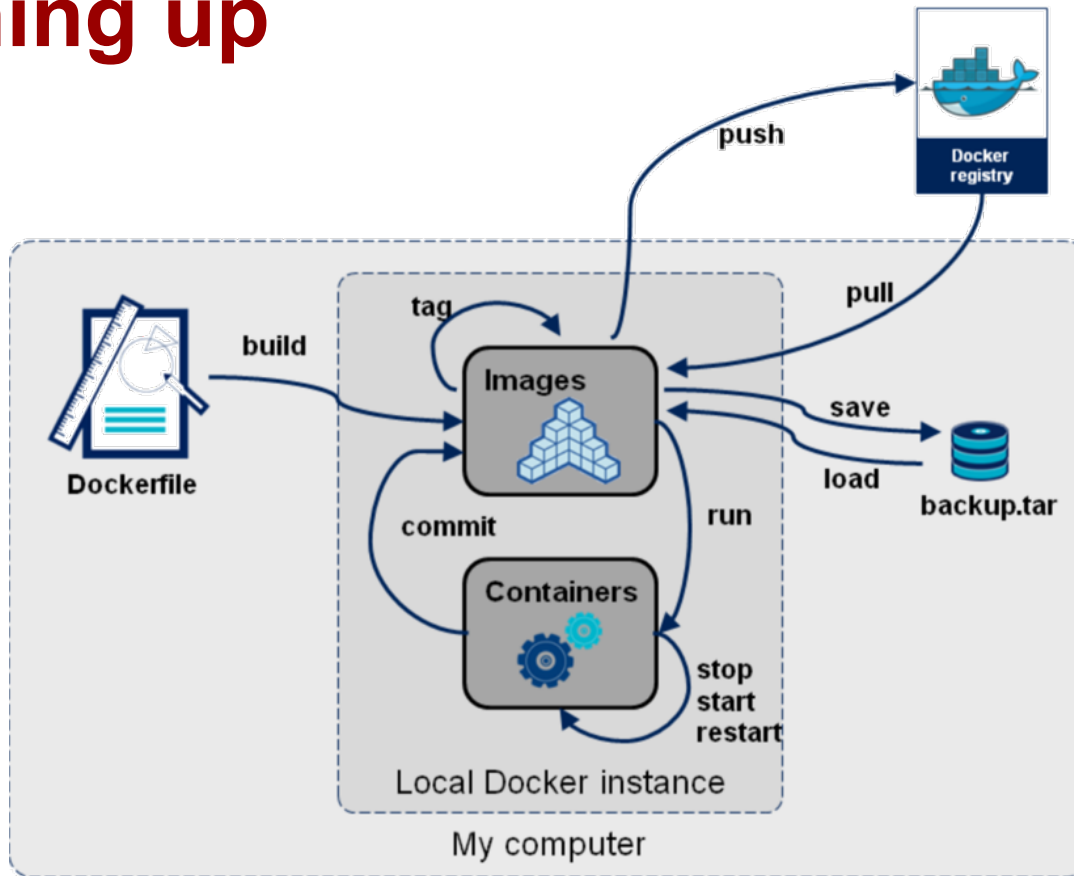 ing up
push
Docker
registry
pull
tag
build
Images
save
load
Dockerfile
backup.tar
commit
run
Containers
stop
start
restart
Local Docker instance
My computer